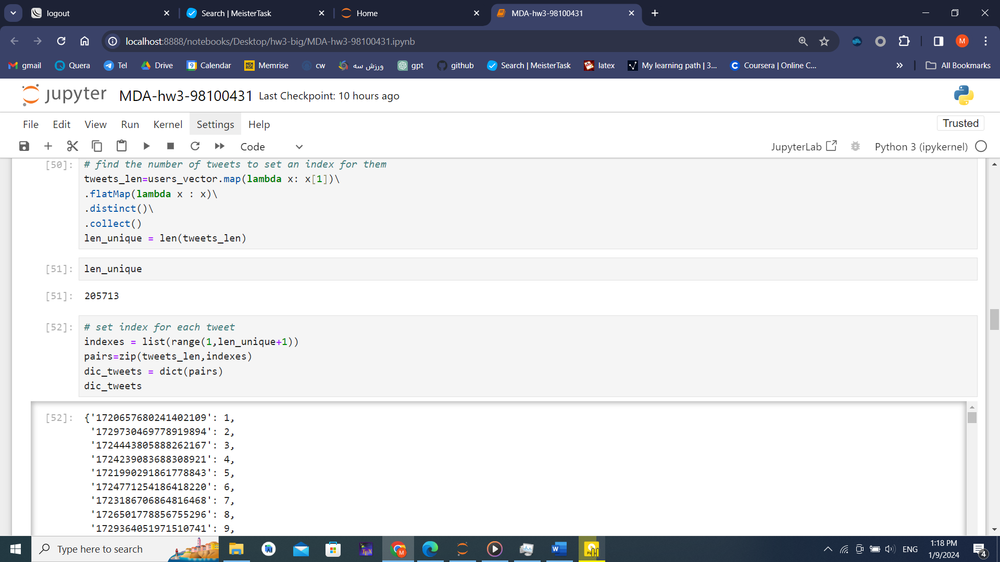 logout
Search | MeisterTask
Home
MDA-hw3-98100431
localhost:8888/notebooks/Desktop/hw3-big/MDA-hw3-98100431.ipynb
M
gmail
Quera
Tel
Drive
9
Calendar
MEM
RISE
Memrise
cw
ورزش سه
gpt
github
Search | MeisterTask
latex
My learning path | 3...
C
Coursera | Online C...
All Bookmarks
jupyter
MDA-hw3-98100431 Last Checkpoint: 10 hours ago
File Edit View Run Kernel Settings Help
Trusted
Code
JupyterLab
Python 3 (ipykernel)
[50]: # find the number of tweets to set an index for them
tweets_len=users_vector.map(lambda x: x[1])\
.flatMap(lambda x : x)\
.distinct()\
.collect()
len_unique = len(tweets_len)
[51]: len_unique
[51]: 205713
[52]: # set index for each tweet
indexes = list(range(1,len_unique+1))
pairs=zip(tweets_len,indexes)
dic_tweets = dict(pairs)
dic_tweets
[52]: {'1720657680241402109': 1,
'1729730469778919894': 2,
'1724443805888262167': 3,
'1724239083688308921': 4,
'1721990291861778843': 5,
'1724771254186418220': 6,
'1723186706864816468': 7,
'1726501778856755296': 8,
'1729364051971510741': 9,
Type here to search
TEX
M
W
ENG
1:18 PM
1/9/2024
4